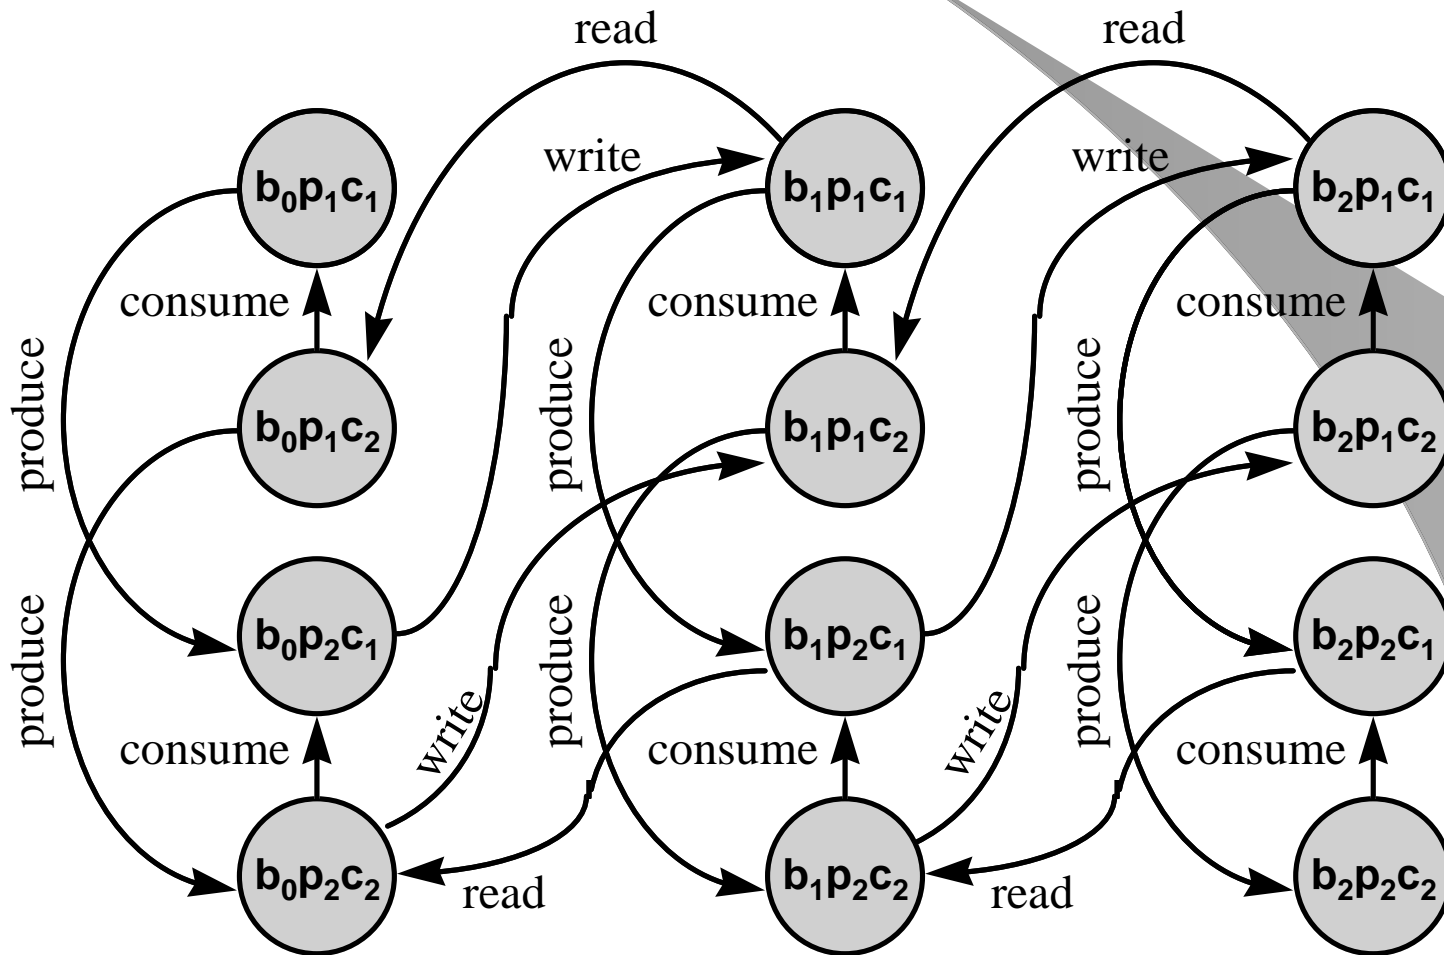 read read
write write
b₀p₁c₁ b₁p₁c₁ b₂p₁c₁
consume consume consume
produce produce produce
b₀p₁c₂ b₁p₁c₂ b₂p₁c₂
b₀p₂c₁ b₁p₂c₁ b₂p₂c₁
produce produce produce
write write
consume consume consume
b₀p₂c₂ b₁p₂c₂ b₂p₂c₂
read read